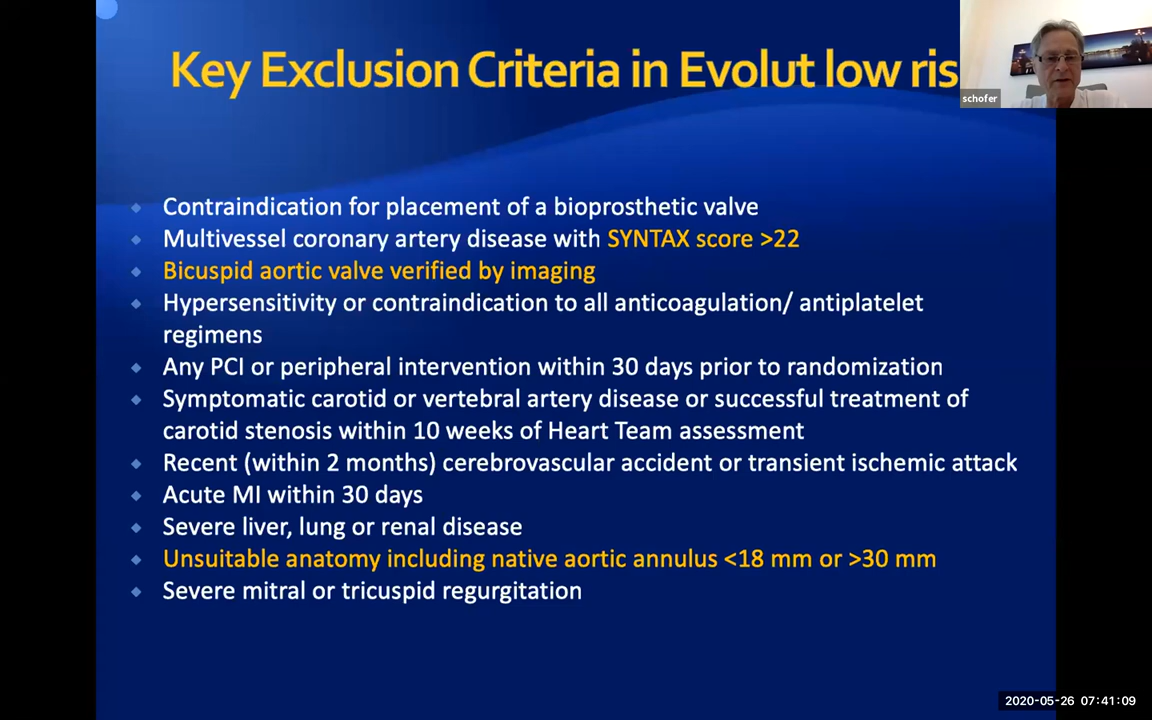 Key Exclusion Criteria in Evolut low ris
schofer
Contraindication for placement of a bioprosthetic valve
Multivessel coronary artery disease with SYNTAX score >22
Bicuspid aortic valve verified by imaging
Hypersensitivity or contraindication to all anticoagulation/ antiplatelet
regimens
Any PCI or peripheral intervention within 30 days prior to randomization
Symptomatic carotid or vertebral artery disease or successful treatment of
carotid stenosis within 10 weeks of Heart Team assessment
Recent (within 2 months) cerebrovascular accident or transient ischemic attack
Acute MI within 30 days
Severe liver, lung or renal disease
Unsuitable anatomy including native aortic annulus <18 mm or >30 mm
Severe mitral or tricuspid regurgitation
2020-05-26 07:41:09